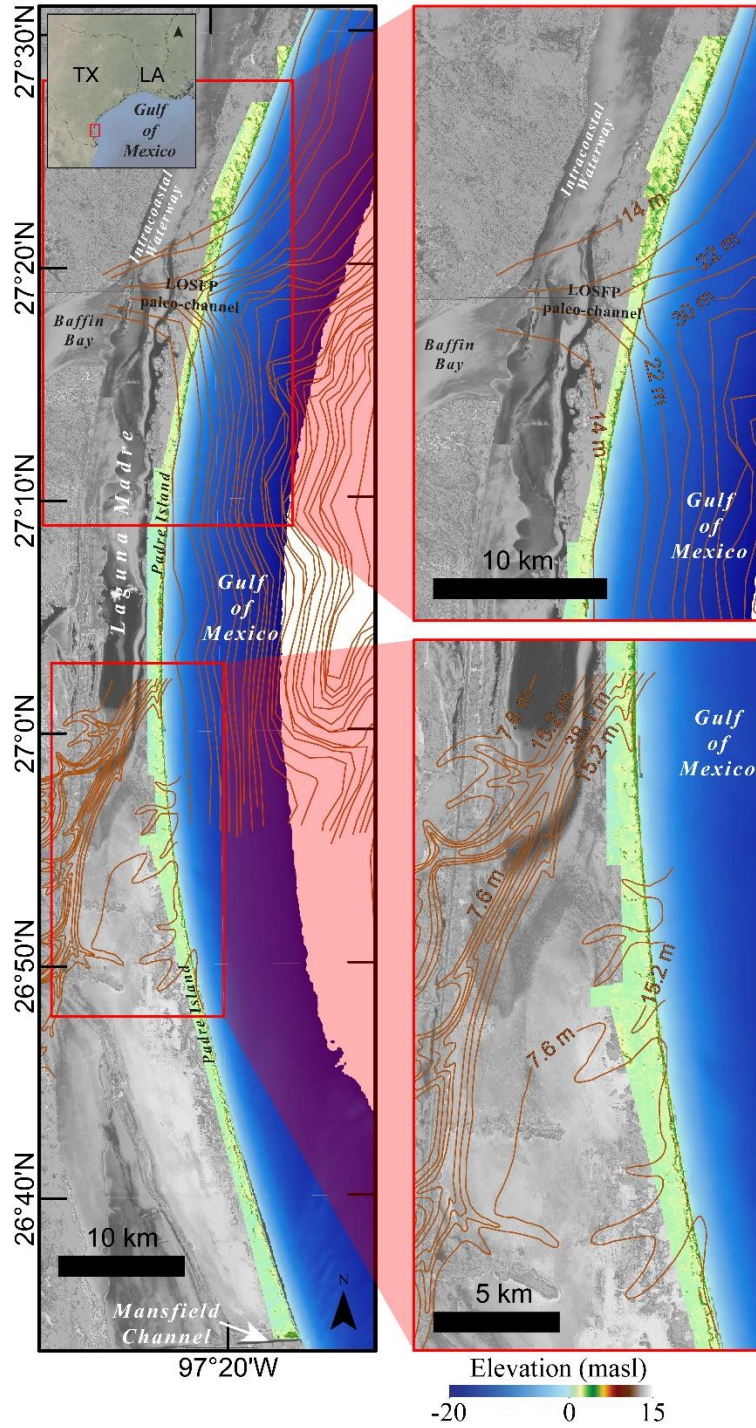 27°30'N
27°20'N
27°10'N
27°0'N
26°50'N
26°40'N
97°20'W
TX
LA
Gulf
of
Mexico
Intracoastal
Waterway
LOSFP
paleo-channel
Baffin
Bay
Laguna Madre
Padre Island
Gulf
of
Mexico
Padre Island
10 km
N
Mansfield
Channel
Intracoastal
Waterway
14 m
22 m
30 m
LOSFP
paleo-channel
Baffin
Bay
22 m
14 m
Gulf
of
Mexico
10 km
7.6 m
15.2 m
15.2 m
Gulf
of
Mexico
7.6 m
15.2 m
7.6 m
5 km
Elevation (masl)
-20 0 15